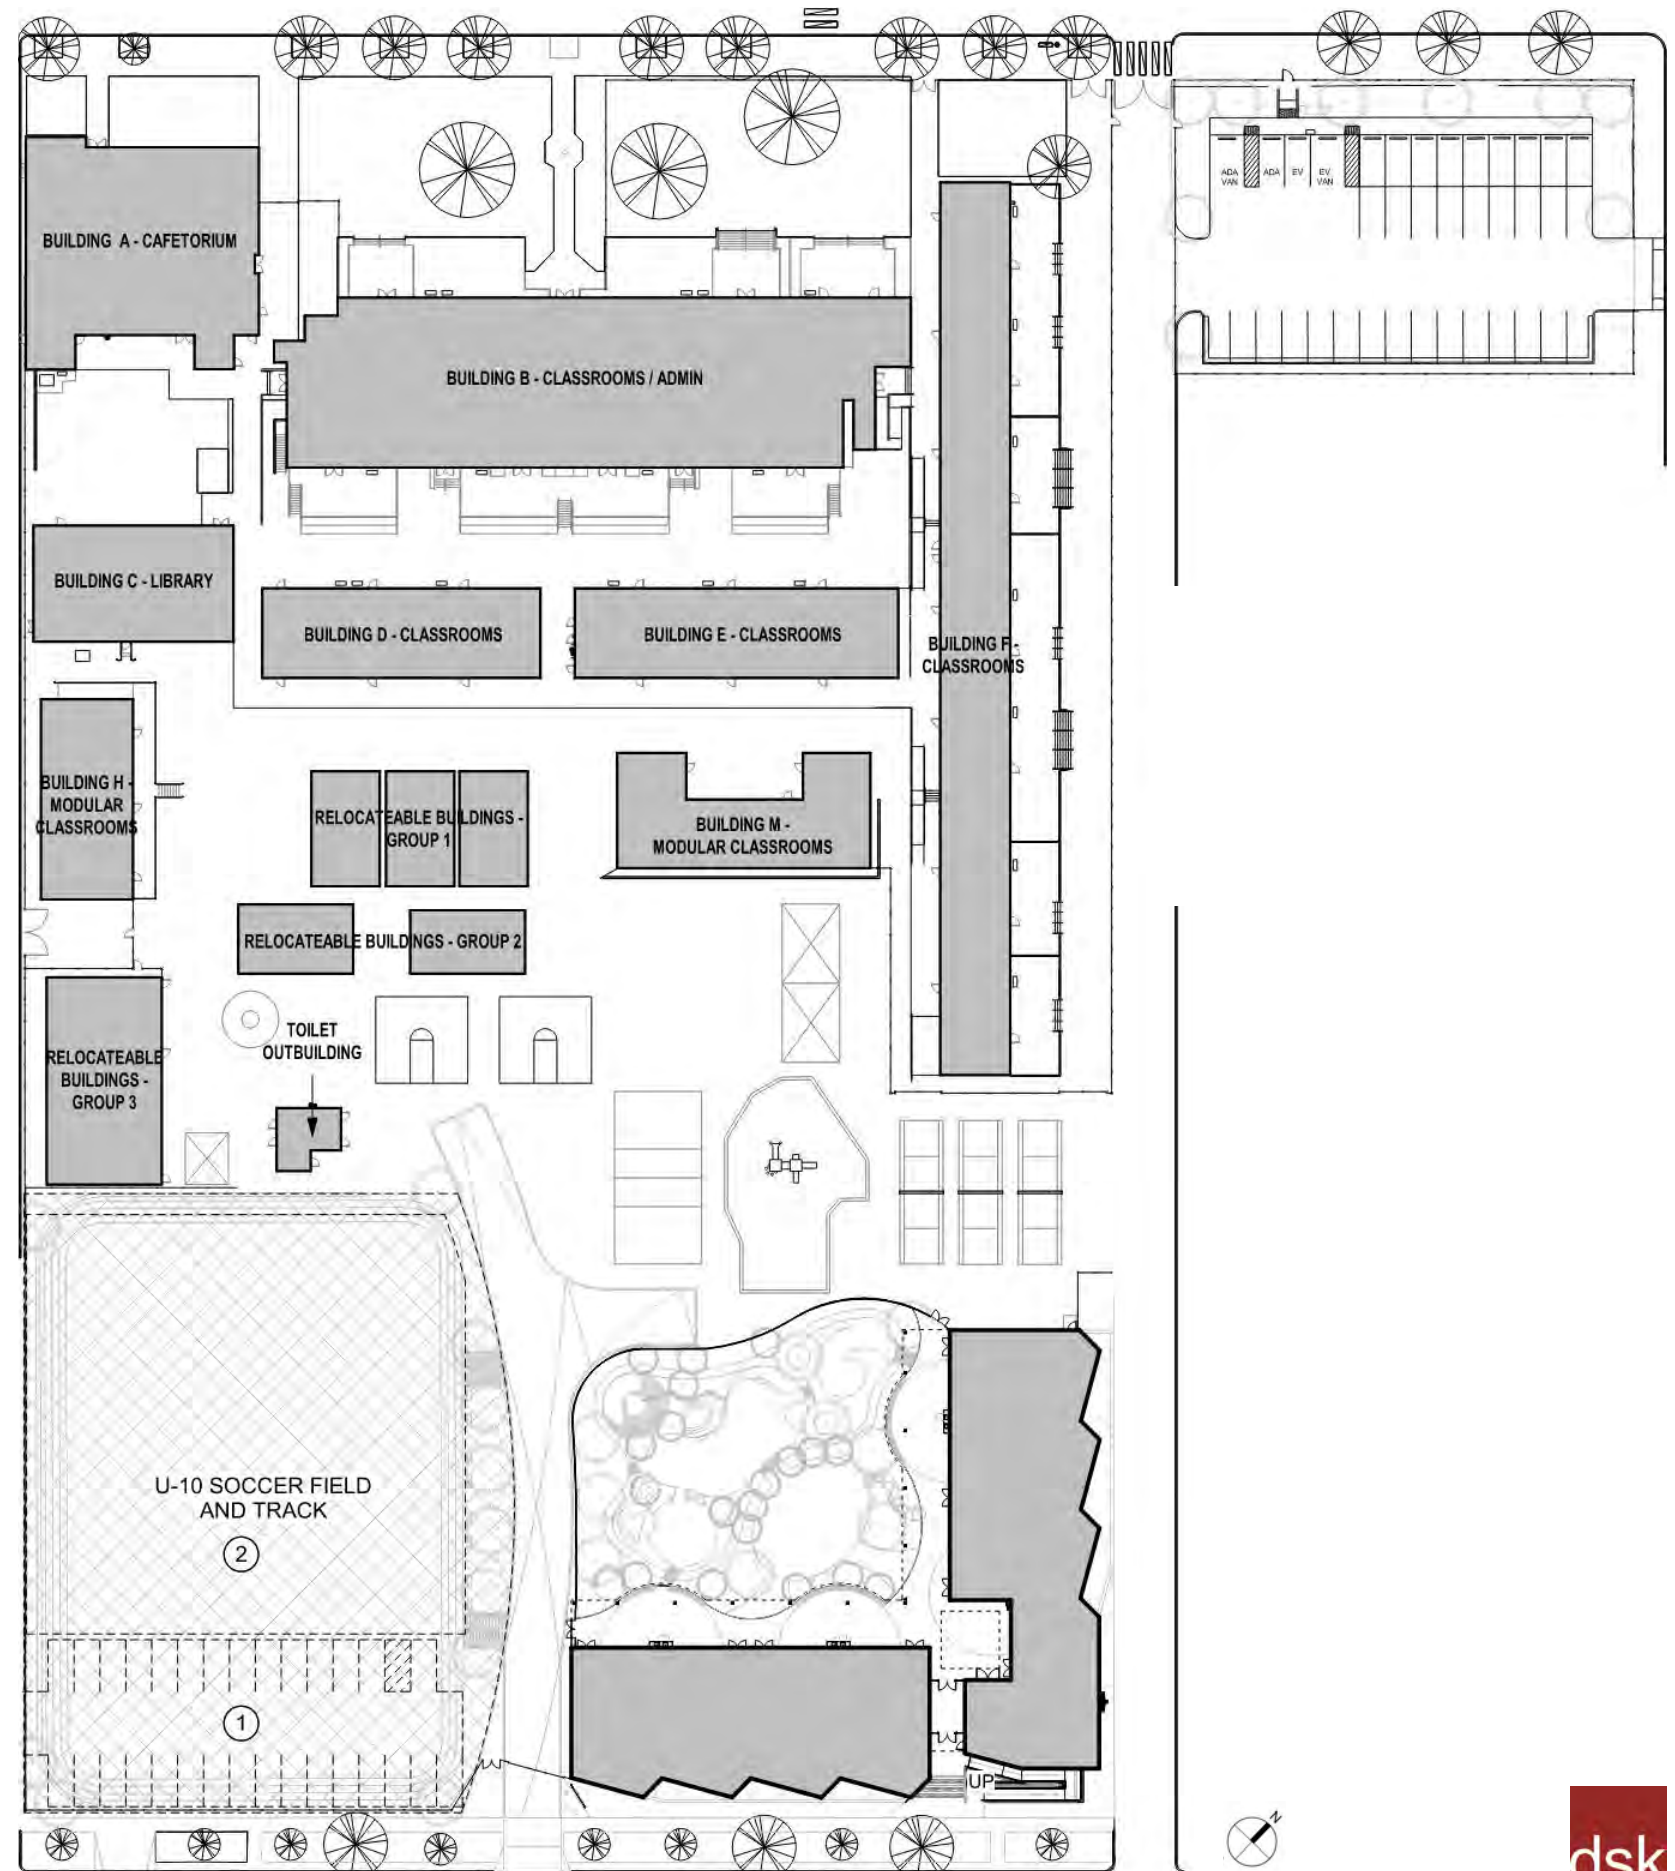 ADA
VAN
ADA
EV
EV
VAN
BUILDING A - CAFETORIUM
BUILDING B - CLASSROOMS / ADMIN
BUILDING C - LIBRARY
BUILDING D - CLASSROOMS
BUILDING E - CLASSROOMS
BUILDING F -
CLASSROOMS
BUILDING H -
MODULAR
CLASSROOMS
RELOCATEABLE BUILDINGS -
GROUP 1
BUILDING M -
MODULAR CLASSROOMS
RELOCATEABLE BUILDINGS - GROUP 2
TOILET
OUTBUILDING
RELOCATEABLE
BUILDINGS -
GROUP 3
U-10 SOCCER FIELD
AND TRACK
2
1
UP
N
dsk